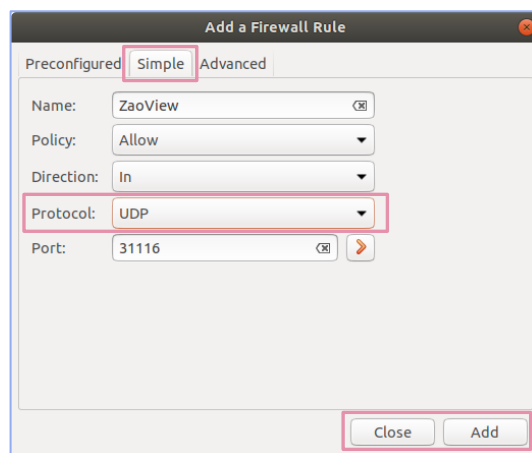 Add a Firewall Rule
Preconfigured Simple Advanced
Name: ZaoView
Policy: Allow
Direction: In
Protocol: UDP
Port: 31116
Close Add